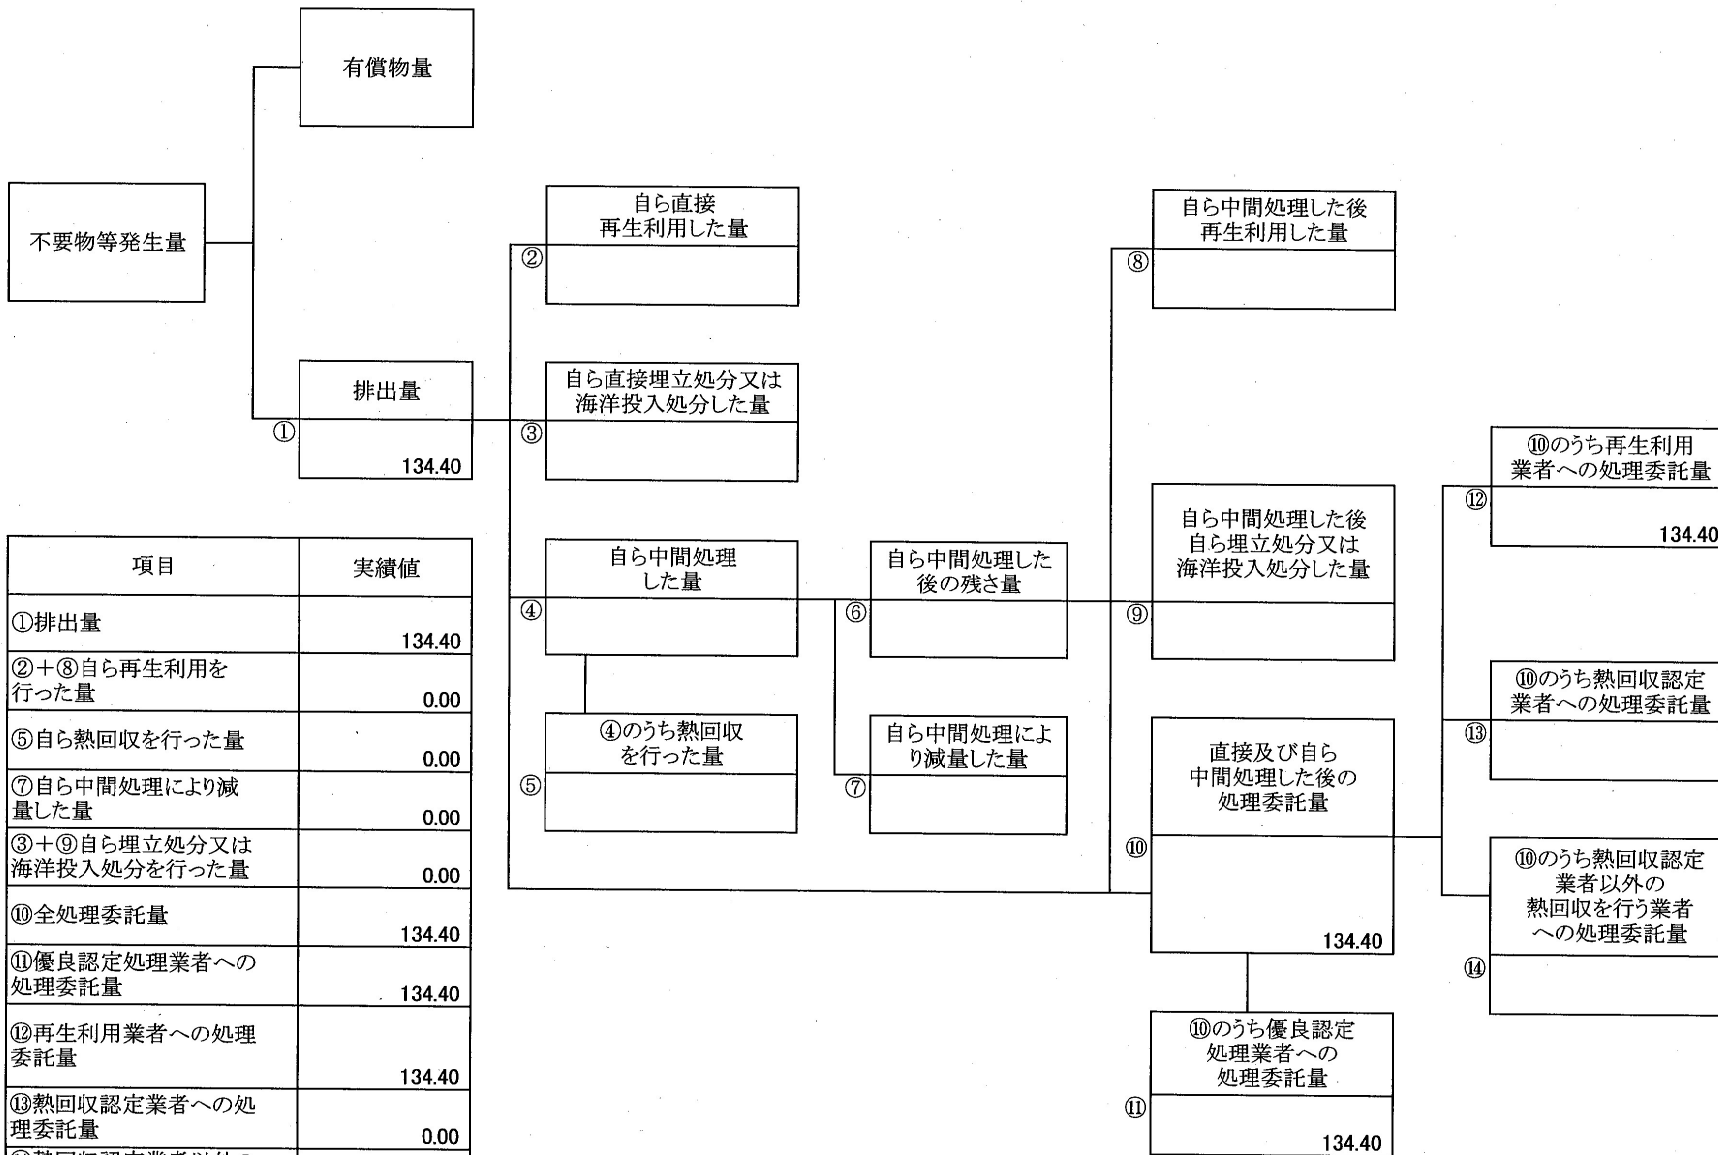 有償物量
不要物等発生量
排出量
①
134.40
自ら直接
再生利用した量
②
自ら直接埋立処分又は
海洋投入処分した量
③
自ら中間処理
した量
④
④のうち熱回収
を行った量
⑤
自ら中間処理した
後の残さ量
⑥
自ら中間処理によ
り減量した量
⑦
自ら中間処理した後
再生利用した量
⑧
自ら中間処理した後
自ら埋立処分又は
海洋投入処分した量
⑨
直接及び自ら
中間処理した後の
処理委託量
⑩
134.40
⑩のうち優良認定
処理業者への
処理委託量
⑪
134.40
⑩のうち再生利用
業者への処理委託量
⑫
134.40
⑩のうち熱回収認定
業者への処理委託量
⑬
⑩のうち熱回収認定
業者以外の
熱回収を行う業者
への処理委託量
⑭
項目 実績値
①排出量
134.40
②＋⑧自ら再生利用を
行った量
0.00
⑤自ら熱回収を行った量
0.00
⑦自ら中間処理により減
量した量
0.00
③＋⑨自ら埋立処分又は
海洋投入処分を行った量
0.00
⑩全処理委託量
134.40
⑪優良認定処理業者への
処理委託量
134.40
⑫再生利用業者への処理
委託量
134.40
⑬熱回収認定業者への処
理委託量
0.00